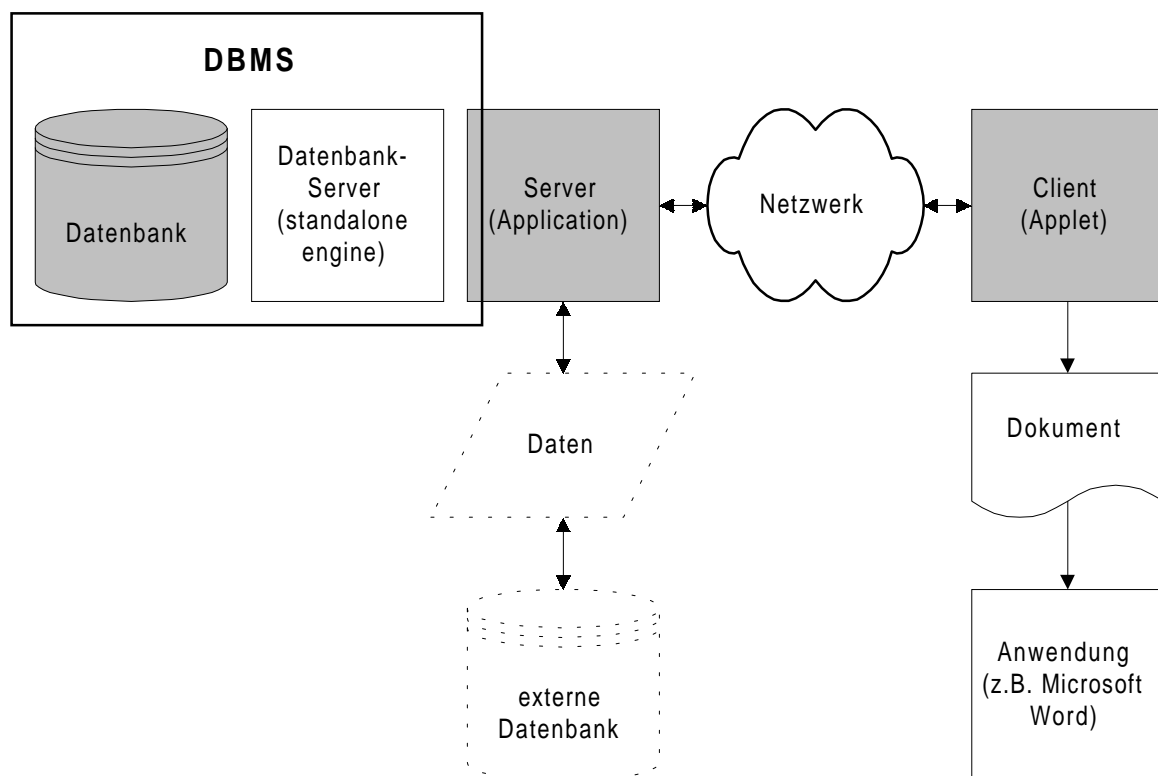 DBMS
Datenbank
Datenbank-
Server
(standalone
engine)
Server
(Application)
Netzwerk
Client
(Applet)
Daten
Dokument
externe
Datenbank
Anwendung
(z.B. Microsoft
Word)